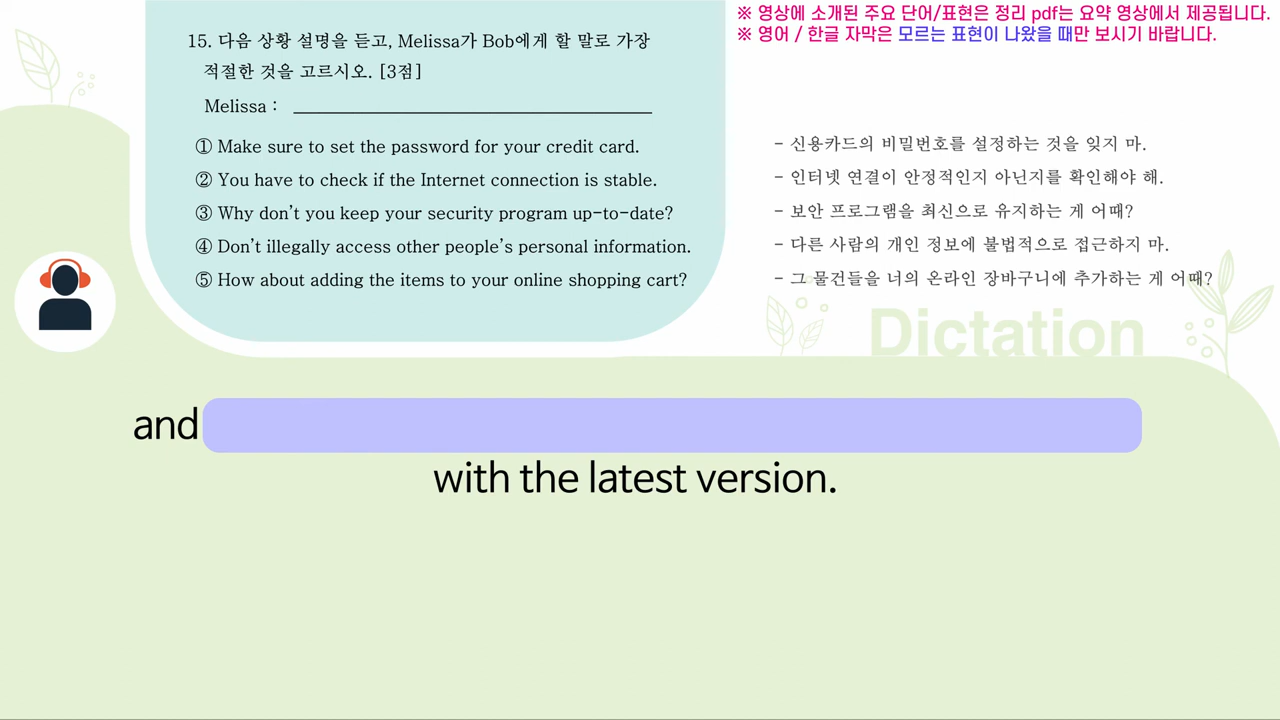 ※ 영상에 소개된 주요 단어/표현은 정리 pdf는 요약 영상에서 제공됩니다.
※ 영어 / 한글 자막은 모르는 표현이 나왔을 때만 보시기 바랍니다.
15. 다음 상황 설명을 듣고, Melissa가 Bob에게 할 말로 가장
적절한 것을 고르시오. [3점]
Melissa :
① Make sure to set the password for your credit card.
② You have to check if the Internet connection is stable.
③ Why don't you keep your security program up-to-date?
④ Don't illegally access other people's personal information.
⑤ How about adding the items to your online shopping cart?
- 신용카드의 비밀번호를 설정하는 것을 잊지 마.
- 인터넷 연결이 안정적인지 아닌지를 확인해야 해.
- 보안 프로그램을 최신으로 유지하는 게 어때?
- 다른 사람의 개인 정보에 불법적으로 접근하지 마.
- 그 물건들을 너의 온라인 장바구니에 추가하는 게 어때?
Dictation
and
with the latest version.